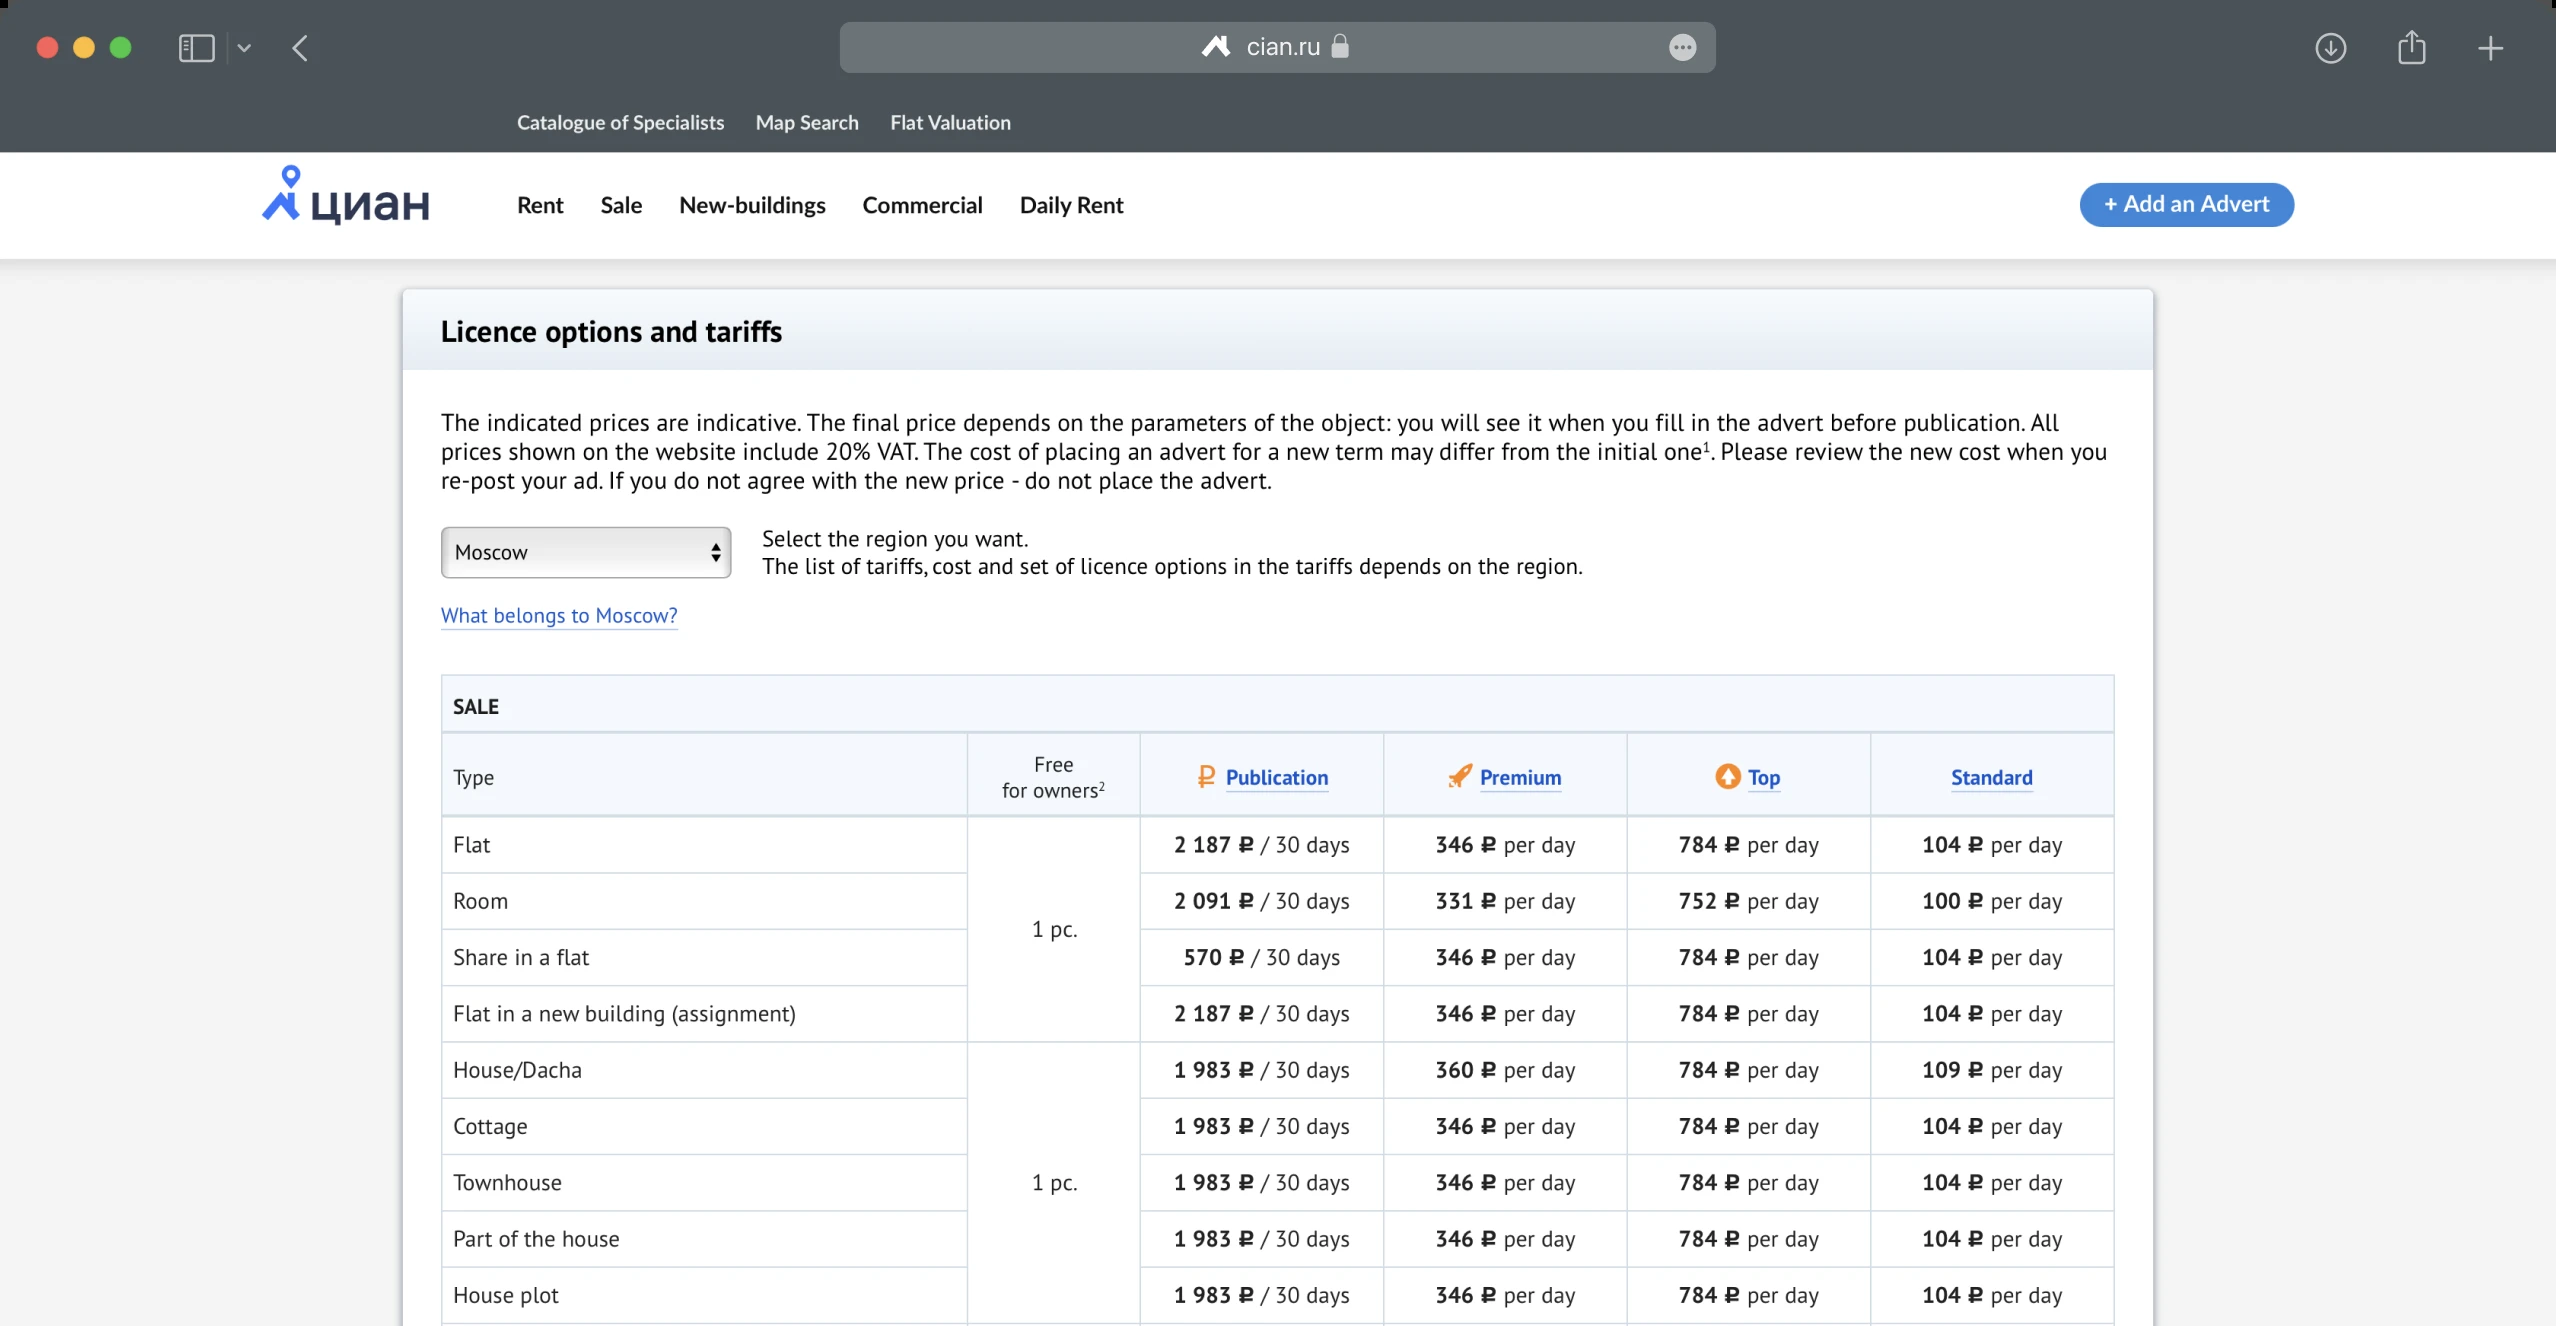 cian.ru
Catalogue of Specialists Map Search Flat Valuation
циан Rent Sale New-buildings Commercial Daily Rent + Add an Advert
Licence options and tariffs
The indicated prices are indicative. The final price depends on the parameters of the object: you will see it when you fill in the advert before publication. All
prices shown on the website include 20% VAT. The cost of placing an advert for a new term may differ from the initial one¹. Please review the new cost when you
re-post your ad. If you do not agree with the new price - do not place the advert.
Moscow
Select the region you want.
The list of tariffs, cost and set of licence options in the tariffs depends on the region.
What belongs to Moscow?
SALE
Type Free for owners² ₽ Publication Premium Top Standard
Flat 1 pc. 2 187 ₽ / 30 days 346 ₽ per day 784 ₽ per day 104 ₽ per day
Room 2 091 ₽ / 30 days 331 ₽ per day 752 ₽ per day 100 ₽ per day
Share in a flat 570 ₽ / 30 days 346 ₽ per day 784 ₽ per day 104 ₽ per day
Flat in a new building (assignment) 2 187 ₽ / 30 days 346 ₽ per day 784 ₽ per day 104 ₽ per day
House/Dacha 1 pc. 1 983 ₽ / 30 days 360 ₽ per day 784 ₽ per day 109 ₽ per day
Cottage 1 983 ₽ / 30 days 346 ₽ per day 784 ₽ per day 104 ₽ per day
Townhouse 1 983 ₽ / 30 days 346 ₽ per day 784 ₽ per day 104 ₽ per day
Part of the house 1 983 ₽ / 30 days 346 ₽ per day 784 ₽ per day 104 ₽ per day
House plot 1 983 ₽ / 30 days 346 ₽ per day 784 ₽ per day 104 ₽ per day